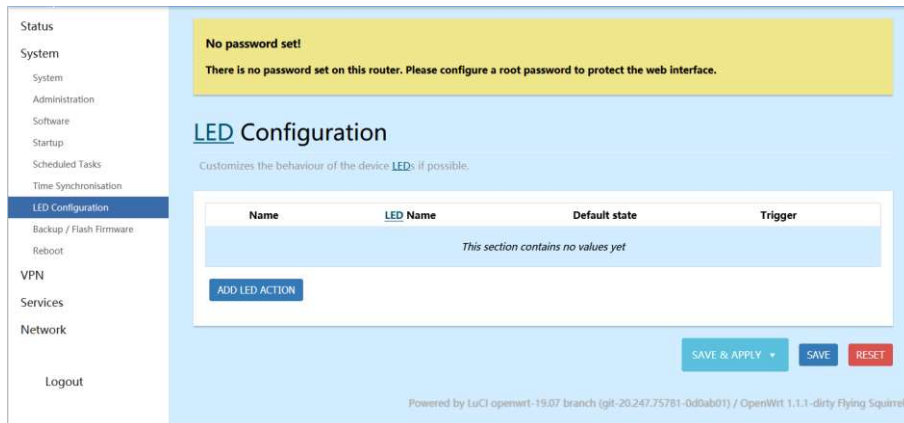 Status
System
System
Administration
Software
Startup
Scheduled Tasks
Time Synchronisation
LED Configuration
Backup / Flash Firmware
Reboot
VPN
Services
Network
Logout
No password set!
There is no password set on this router. Please configure a root password to protect the web interface.
LED Configuration
Customizes the behaviour of the device LEDs if possible.
Name LED Name Default state Trigger
This section contains no values yet
ADD LED ACTION
SAVE & APPLY SAVE RESET
Powered by LuCI openwrt-19.07 branch (git-20.247.75781-0d0ab01) / OpenWrt 1.1.1-dirty Flying Squirrel